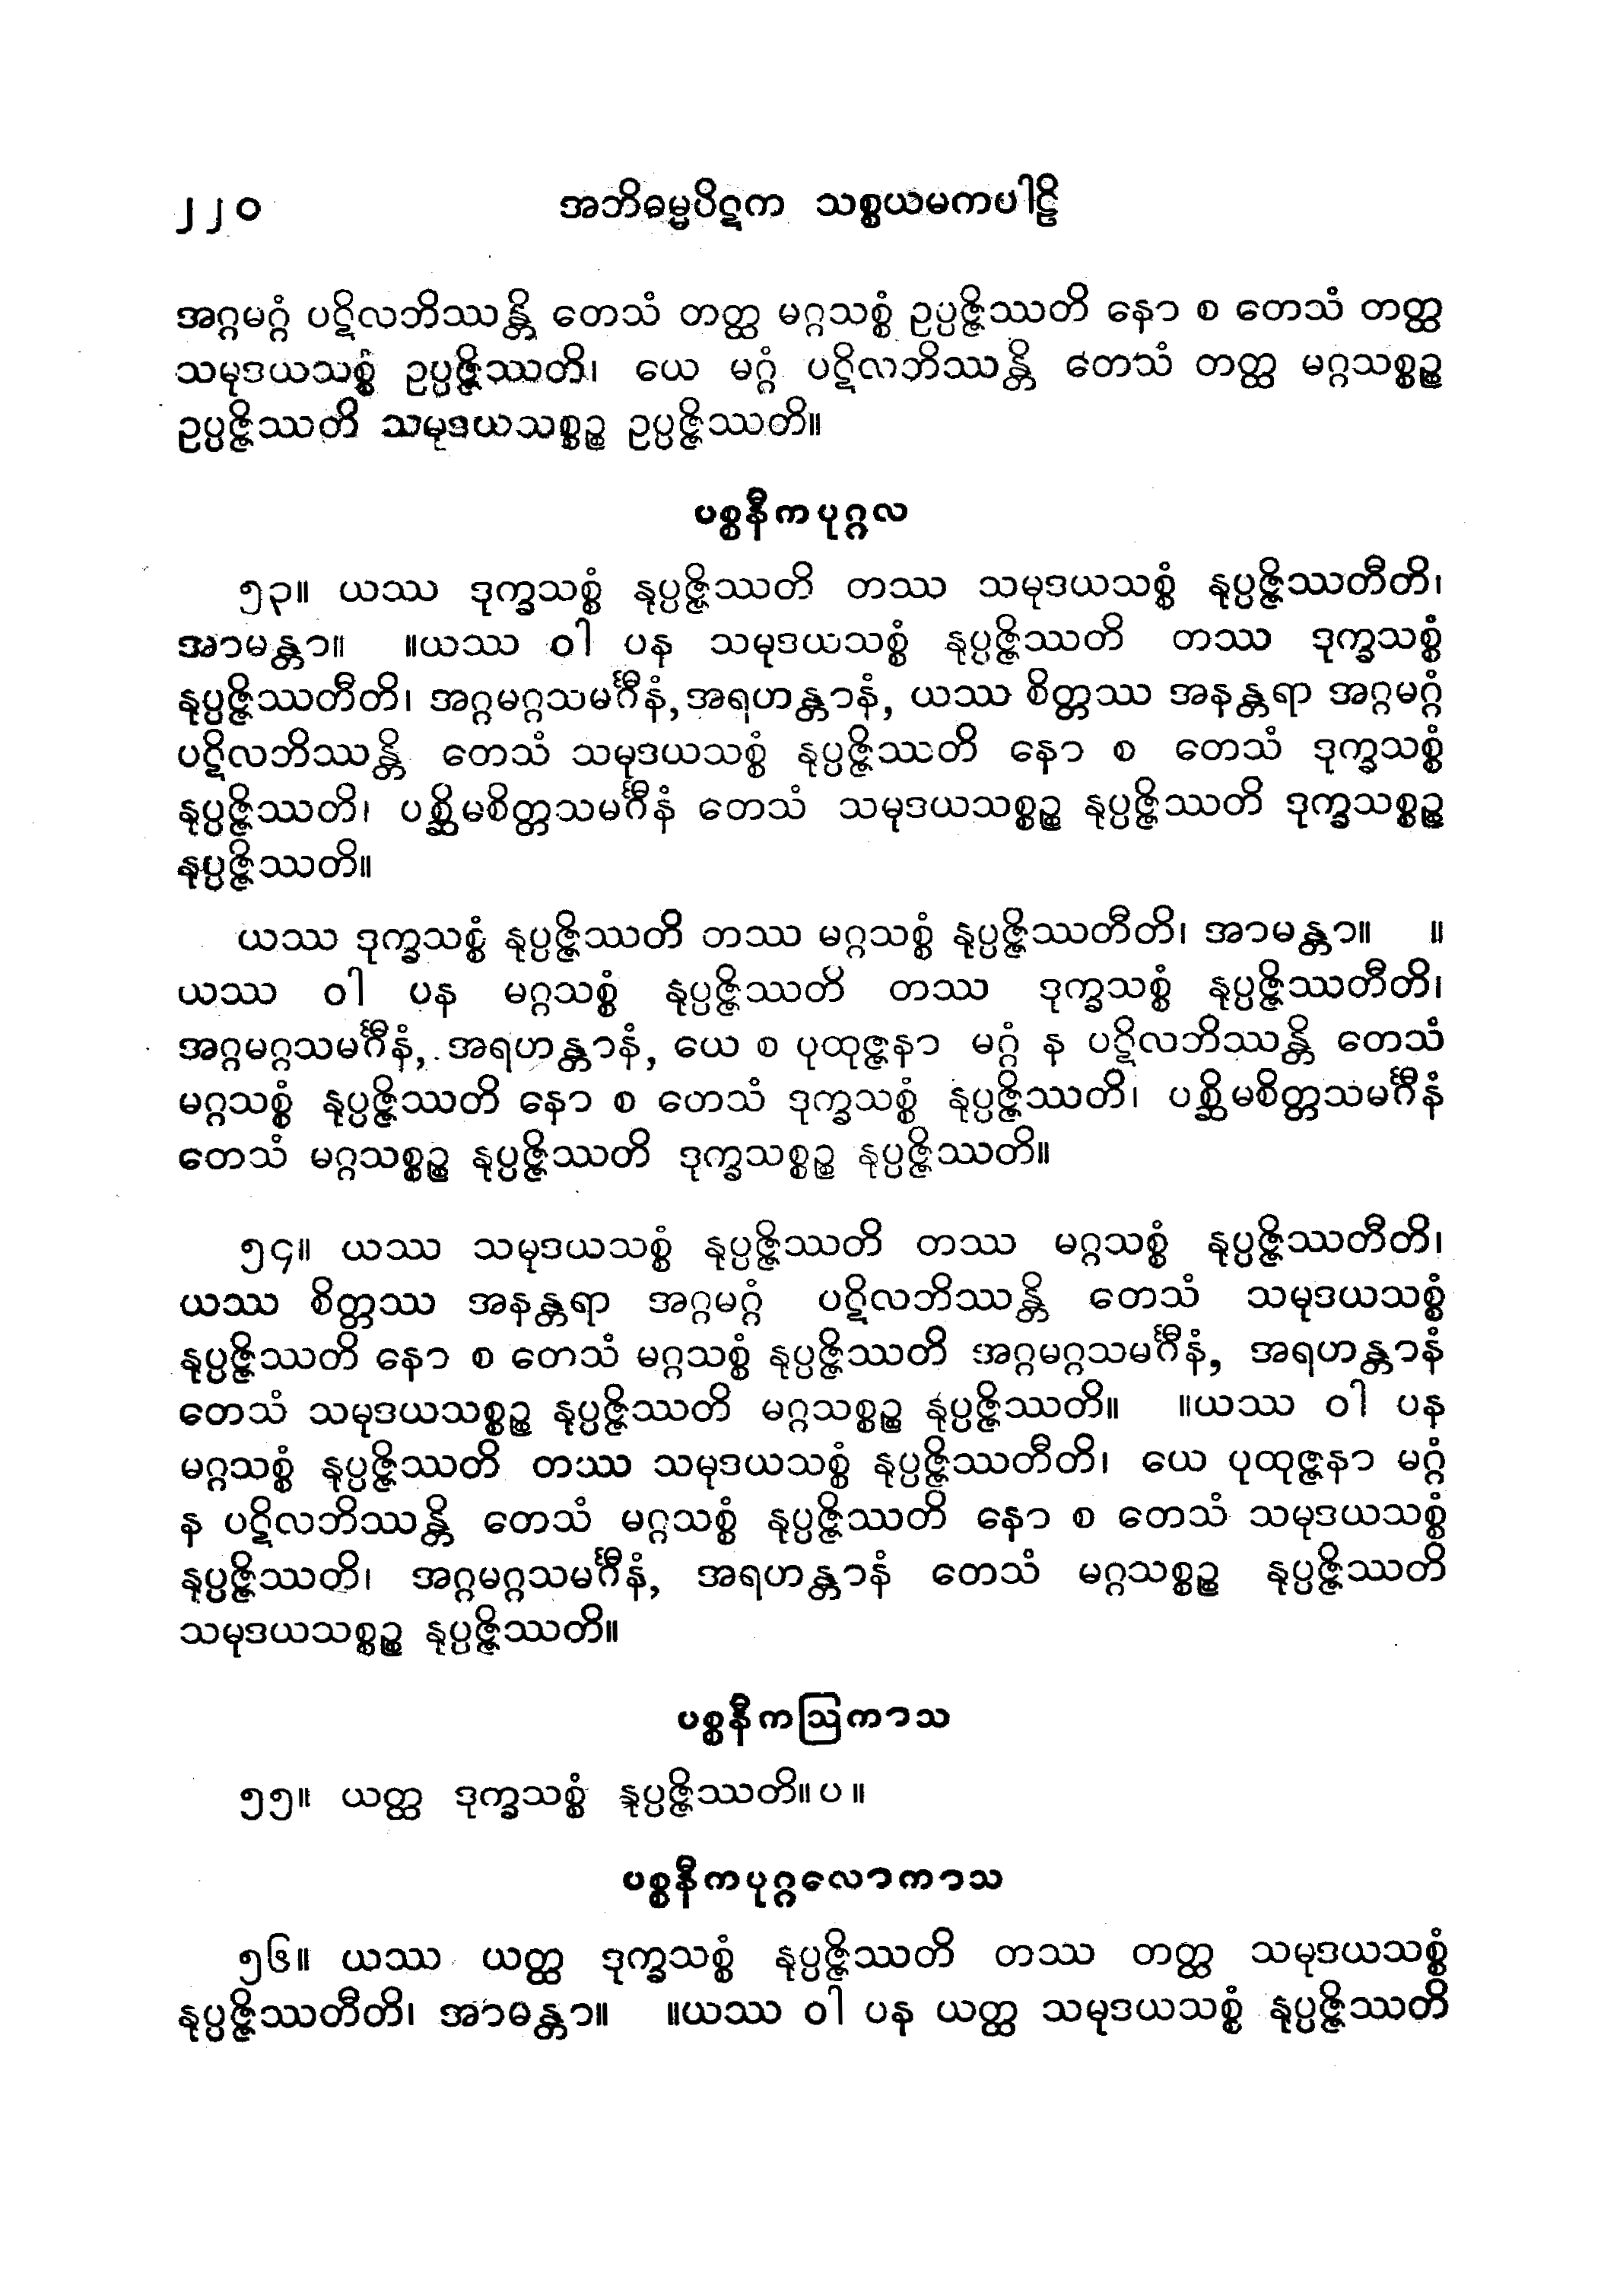 ၂၂၀ အဘိဓမ္မပိဋက သစ္စယမကပါဠိ
အဂ္ဂမဂ္ဂံ ပဋိလဘိဿန္တိ တေသံ တတ္ထ မဂ္ဂသစ္စံ ဥပ္ပဇ္ဇိဿတိ နော စ တေသံ တတ္ထ
သမုဒယသစ္စံ ဥပ္ပဇ္ဇိဿတိ၊ ယေ မဂ္ဂံ ပဋိလဘိဿန္တိ တေသံ တတ္ထ မဂ္ဂသစ္စဉ္စ
ဥပ္ပဇ္ဇိဿတိ သမုဒယသစ္စဉ္စ ဥပ္ပဇ္ဇိဿတိ။
ပစ္စနီကပုဂ္ဂလ
၅၃။ ယဿ ဒုက္ခသစ္စံ နုပ္ပဇ္ဇိဿတိ တဿ သမုဒယသစ္စံ နုပ္ပဇ္ဇိဿတီတိ၊
အာမန္တာ။ ။ယဿ ဝါ ပန သမုဒယသစ္စံ နုပ္ပဇ္ဇိဿတိ တဿ ဒုက္ခသစ္စံ
နုပ္ပဇ္ဇိဿတီတိ၊ အဂ္ဂမဂ္ဂသမင်္ဂီနံ, အရဟန္တာနံ, ယဿ စိတ္တဿ အနန္တရာ အဂ္ဂမဂ္ဂံ
ပဋိလဘိဿန္တိ တေသံ သမုဒယသစ္စံ နုပ္ပဇ္ဇိဿတိ နော စ တေသံ ဒုက္ခသစ္စံ
နုပ္ပဇ္ဇိဿတိ၊ ပစ္ဆိမစိတ္တသမင်္ဂီနံ တေသံ သမုဒယသစ္စဉ္စ နုပ္ပဇ္ဇိဿတိ ဒုက္ခသစ္စဉ္စ
နုပ္ပဇ္ဇိဿတိ။
ယဿ ဒုက္ခသစ္စံ နုပ္ပဇ္ဇိဿတိ တဿ မဂ္ဂသစ္စံ နုပ္ပဇ္ဇိဿတီတိ၊ အာမန္တာ။ ။
ယဿ ဝါ ပန မဂ္ဂသစ္စံ နုပ္ပဇ္ဇိဿတိ တဿ ဒုက္ခသစ္စံ နုပ္ပဇ္ဇိဿတီတိ၊
အဂ္ဂမဂ္ဂသမင်္ဂီနံ, အရဟန္တာနံ, ယေ စ ပုထုဇ္ဇနာ မဂ္ဂံ န ပဋိလဘိဿန္တိ တေသံ
မဂ္ဂသစ္စံ နုပ္ပဇ္ဇိဿတိ နော စ တေသံ ဒုက္ခသစ္စံ နုပ္ပဇ္ဇိဿတိ၊ ပစ္ဆိမစိတ္တသမင်္ဂီနံ
တေသံ မဂ္ဂသစ္စဉ္စ နုပ္ပဇ္ဇိဿတိ ဒုက္ခသစ္စဉ္စ နုပ္ပဇ္ဇိဿတိ။
၅၄။ ယဿ သမုဒယသစ္စံ နုပ္ပဇ္ဇိဿတိ တဿ မဂ္ဂသစ္စံ နုပ္ပဇ္ဇိဿတီတိ၊
ယဿ စိတ္တဿ အနန္တရာ အဂ္ဂမဂ္ဂံ ပဋိလဘိဿန္တိ တေသံ သမုဒယသစ္စံ
နုပ္ပဇ္ဇိဿတိ နော စ တေသံ မဂ္ဂသစ္စံ နုပ္ပဇ္ဇိဿတိ အဂ္ဂမဂ္ဂသမင်္ဂီနံ, အရဟန္တာနံ
တေသံ သမုဒယသစ္စဉ္စ နုပ္ပဇ္ဇိဿတိ မဂ္ဂသစ္စဉ္စ နုပ္ပဇ္ဇိဿတိ။ ။ယဿ ဝါ ပန
မဂ္ဂသစ္စံ နုပ္ပဇ္ဇိဿတိ တဿ သမုဒယသစ္စံ နုပ္ပဇ္ဇိဿတီတိ၊ ယေ ပုထုဇ္ဇနာ မဂ္ဂံ
န ပဋိလဘိဿန္တိ တေသံ မဂ္ဂသစ္စံ နုပ္ပဇ္ဇိဿတိ နော စ တေသံ သမုဒယသစ္စံ
နုပ္ပဇ္ဇိဿတိ၊ အဂ္ဂမဂ္ဂသမင်္ဂီနံ, အရဟန္တာနံ တေသံ မဂ္ဂသစ္စဉ္စ နုပ္ပဇ္ဇိဿတိ
သမုဒယသစ္စဉ္စ နုပ္ပဇ္ဇိဿတိ။
ပစ္စနီကဩကာသ
၅၅။ ယတ္ထ ဒုက္ခသစ္စံ နုပ္ပဇ္ဇိဿတိ။ပ။
ပစ္စနီကပုဂ္ဂလောကာသ
၅၆။ ယဿ ယတ္ထ ဒုက္ခသစ္စံ နုပ္ပဇ္ဇိဿတိ တဿ တတ္ထ သမုဒယသစ္စံ
နုပ္ပဇ္ဇိဿတီတိ၊ အာမန္တာ။ ။ယဿ ဝါ ပန ယတ္ထ သမုဒယသစ္စံ နုပ္ပဇ္ဇိဿတိ